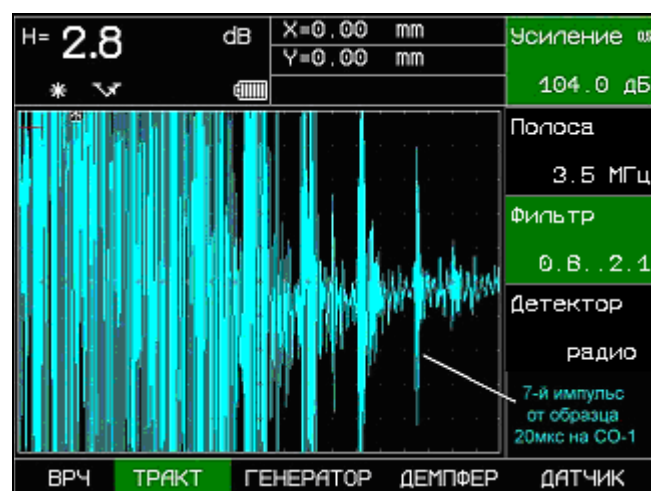 H= 2.8 dB
X=0.00 mm
Y=0.00 mm
Усиление
104.0 дБ
Полоса
3.5 МГц
Фильтр
0.8..2.1
Детектор
радио
7-й импульс
от образца
20мкс на СО-1
ВРЧ ТРАКТ ГЕНЕРАТОР ДЕМПФЕР ДАТЧИК